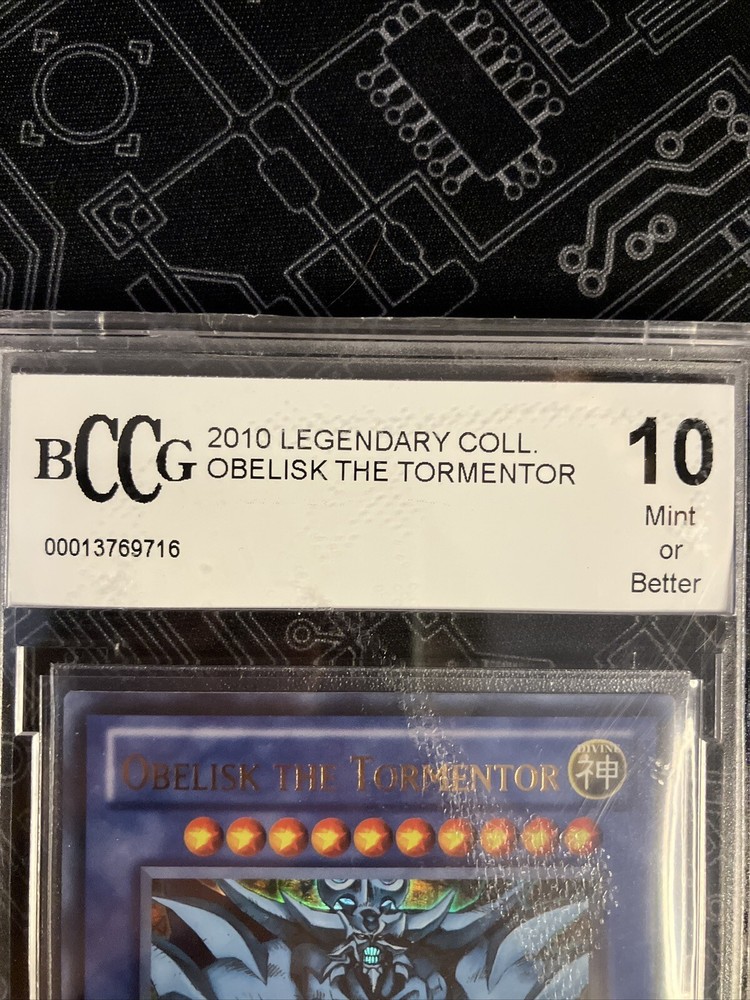 BCCG
2010 LEGENDARY COLL.
OBELISK THE TORMENTOR
00013769716
10
Mint
or
Better
OBELISK THE TORMENTOR
DIVINE
神